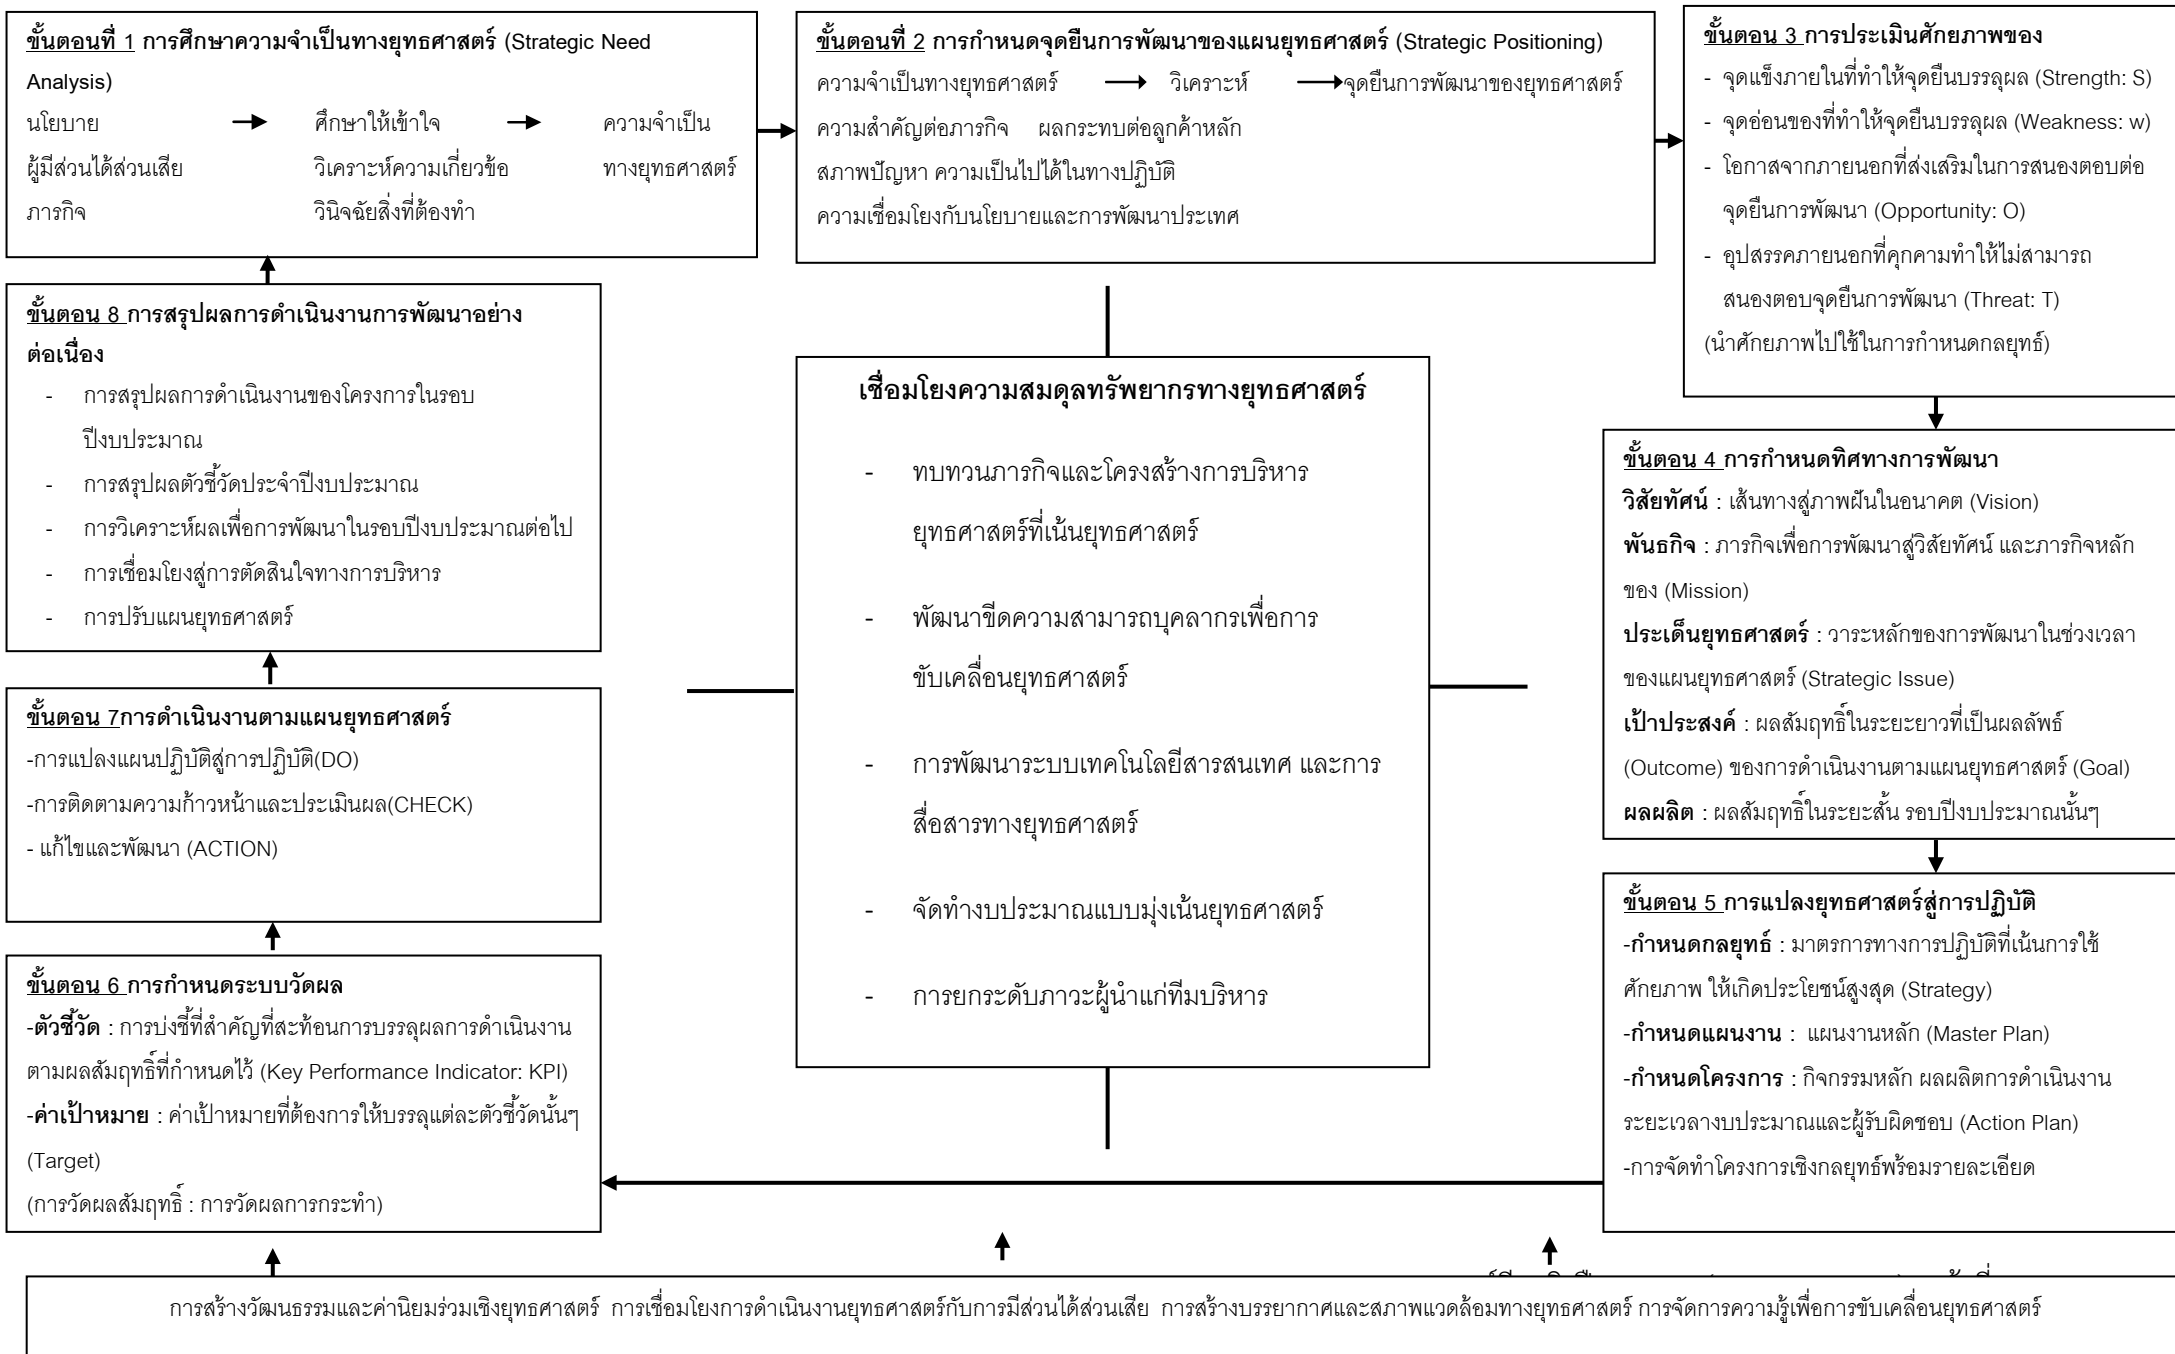 ขั้นตอนที่ 1 การศึกษาความจำเป็นทางยุทธศาสตร์ (Strategic Need
Analysis)
นโยบาย → ศึกษาให้เข้าใจ → ความจำเป็น
ผู้มีส่วนได้ส่วนเสีย วิเคราะห์ความเกี่ยวข้อ ทางยุทธศาสตร์
ภารกิจ วินิจฉัยสิ่งที่ต้องทำ
ขั้นตอนที่ 2 การกำหนดจุดยืนการพัฒนาของแผนยุทธศาสตร์ (Strategic Positioning)
ความจำเป็นทางยุทธศาสตร์ → วิเคราะห์ → จุดยืนการพัฒนาของยุทธศาสตร์
ความสำคัญต่อภารกิจ ผลกระทบต่อลูกค้าหลัก
สภาพปัญหา ความเป็นไปได้ในทางปฏิบัติ
ความเชื่อมโยงกับนโยบายและการพัฒนาประเทศ
ขั้นตอน 3 การประเมินศักยภาพของ
- จุดแข็งภายในที่ทำให้จุดยืนบรรลุผล (Strength: S)
- จุดอ่อนของที่ทำให้จุดยืนบรรลุผล (Weakness: w)
- โอกาสจากภายนอกที่ส่งเสริมในการสนองตอบต่อ
จุดยืนการพัฒนา (Opportunity: O)
- อุปสรรคภายนอกที่คุกคามทำให้ไม่สามารถ
สนองตอบจุดยืนการพัฒนา (Threat: T)
(นำศักยภาพไปใช้ในการกำหนดกลยุทธ์)
ขั้นตอน 4 การกำหนดทิศทางการพัฒนา
วิสัยทัศน์ : เส้นทางสู่ภาพฝันในอนาคต (Vision)
พันธกิจ : ภารกิจเพื่อการพัฒนาสู่วิสัยทัศน์ และภารกิจหลัก
ของ (Mission)
ประเด็นยุทธศาสตร์ : วาระหลักของการพัฒนาในช่วงเวลา
ของแผนยุทธศาสตร์ (Strategic Issue)
เป้าประสงค์ : ผลสัมฤทธิ์ในระยะยาวที่เป็นผลลัพธ์
(Outcome) ของการดำเนินงานตามแผนยุทธศาสตร์ (Goal)
ผลผลิต : ผลสัมฤทธิ์ในระยะสั้น รอบปีงบประมาณนั้นๆ
ขั้นตอน 5 การแปลงยุทธศาสตร์สู่การปฏิบัติ
-กำหนดกลยุทธ์ : มาตรการทางการปฏิบัติที่เน้นการใช้
ศักยภาพ ให้เกิดประโยชน์สูงสุด (Strategy)
-กำหนดแผนงาน : แผนงานหลัก (Master Plan)
-กำหนดโครงการ : กิจกรรมหลัก ผลผลิตการดำเนินงาน
ระยะเวลางบประมาณและผู้รับผิดชอบ (Action Plan)
-การจัดทำโครงการเชิงกลยุทธ์พร้อมรายละเอียด
ขั้นตอน 8 การสรุปผลการดำเนินงานการพัฒนาอย่าง
ต่อเนื่อง
- การสรุปผลการดำเนินงานของโครงการในรอบ
ปีงบประมาณ
- การสรุปผลตัวชี้วัดประจำปีงบประมาณ
- การวิเคราะห์ผลเพื่อการพัฒนาในรอบปีงบประมาณต่อไป
- การเชื่อมโยงสู่การตัดสินใจทางการบริหาร
- การปรับแผนยุทธศาสตร์
ขั้นตอน 7การดำเนินงานตามแผนยุทธศาสตร์
-การแปลงแผนปฏิบัติสู่การปฏิบัติ(DO)
-การติดตามความก้าวหน้าและประเมินผล(CHECK)
- แก้ไขและพัฒนา (ACTION)
ขั้นตอน 6 การกำหนดระบบวัดผล
-ตัวชี้วัด : การบ่งชี้ที่สำคัญที่สะท้อนการบรรลุผลการดำเนินงาน
ตามผลสัมฤทธิ์ที่กำหนดไว้ (Key Performance Indicator: KPI)
-ค่าเป้าหมาย : ค่าเป้าหมายที่ต้องการให้บรรลุแต่ละตัวชี้วัดนั้นๆ
(Target)
(การวัดผลสัมฤทธิ์ : การวัดผลการกระทำ)
เชื่อมโยงความสมดุลทรัพยากรทางยุทธศาสตร์
- ทบทวนภารกิจและโครงสร้างการบริหาร
ยุทธศาสตร์ที่เน้นยุทธศาสตร์
- พัฒนาขีดความสามารถบุคลากรเพื่อการ
ขับเคลื่อนยุทธศาสตร์
- การพัฒนาระบบเทคโนโลยีสารสนเทศ และการ
สื่อสารทางยุทธศาสตร์
- จัดทำงบประมาณแบบมุ่งเน้นยุทธศาสตร์
- การยกระดับภาวะผู้นำแก่ทีมบริหาร
การสร้างวัฒนธรรมและค่านิยมร่วมเชิงยุทธศาสตร์ การเชื่อมโยงการดำเนินงานยุทธศาสตร์กับการมีส่วนได้ส่วนเสีย การสร้างบรรยากาศและสภาพแวดล้อมทางยุทธศาสตร์ การจัดการความรู้เพื่อการขับเคลื่อนยุทธศาสตร์